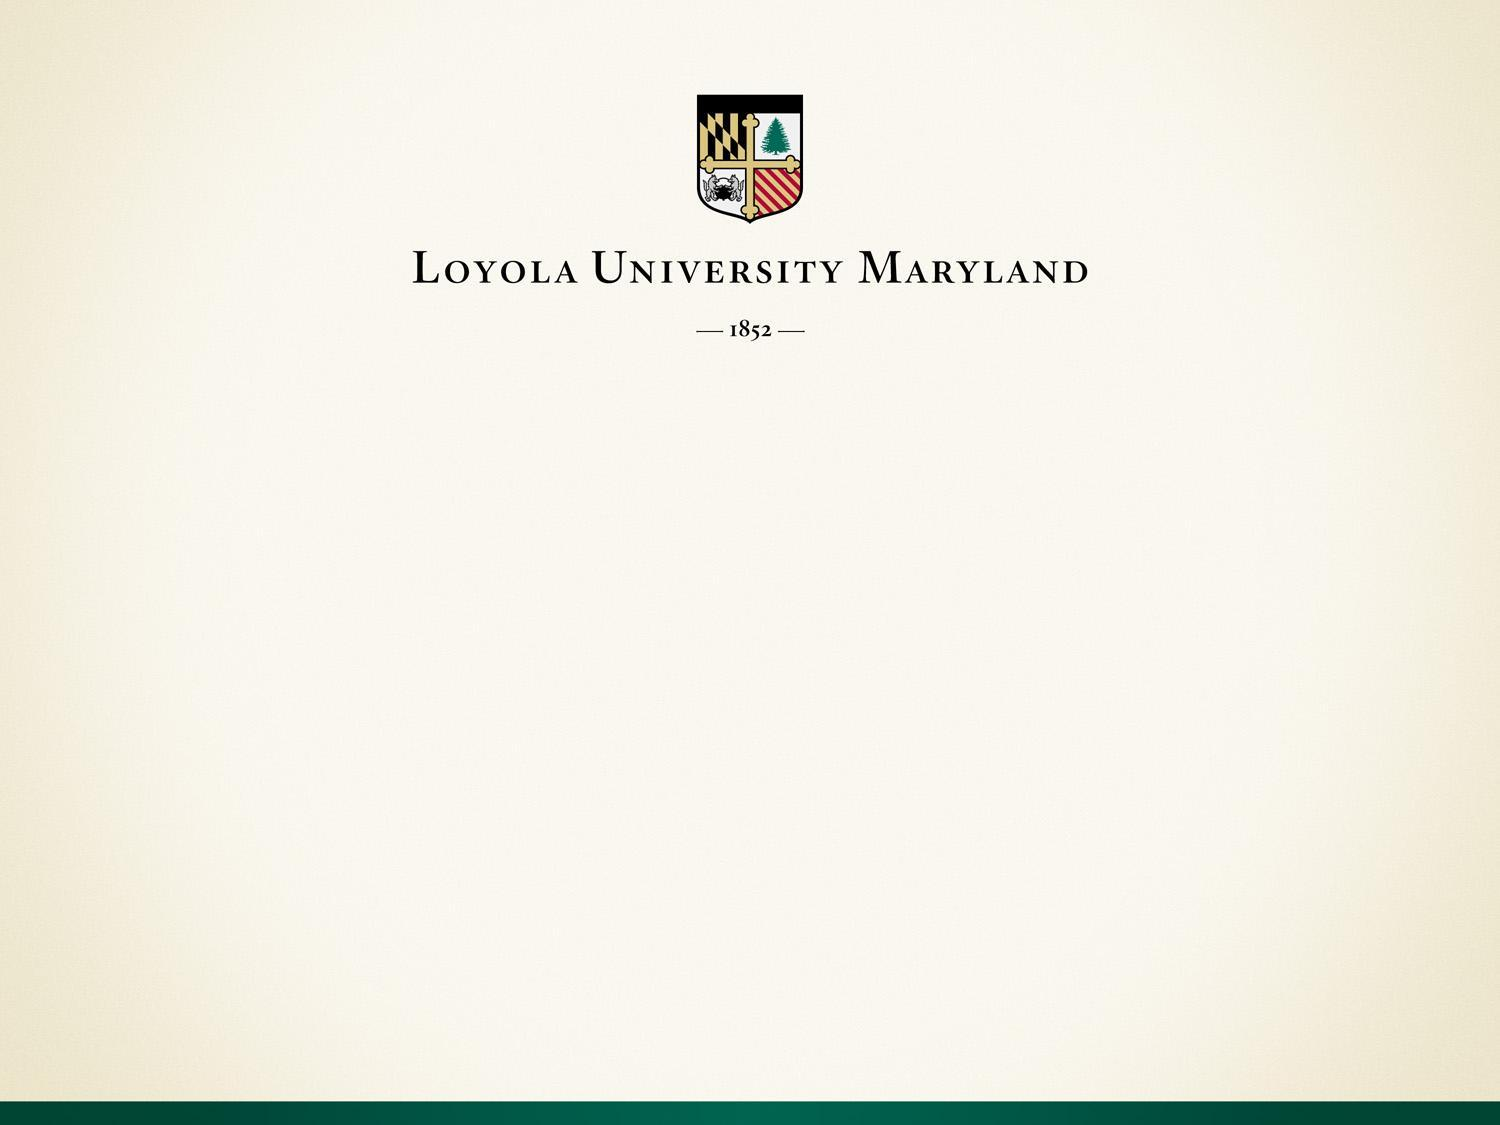 Loyola University Maryland
— 1852 —